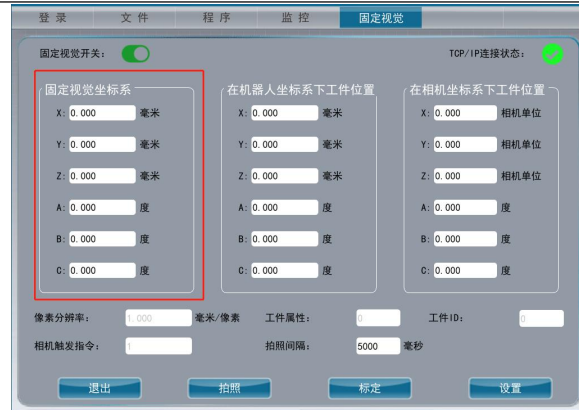 登录 文件 程序 监控 固定视觉
固定视觉开关： TCP/IP连接状态：
固定视觉坐标系 在机器人坐标系下工件位置 在相机坐标系下工件位置
X: 0.000 毫米 X: 0.000 毫米 X: 0.000 相机单位
Y: 0.000 毫米 Y: 0.000 毫米 Y: 0.000 相机单位
Z: 0.000 毫米 Z: 0.000 毫米 Z: 0.000 相机单位
A: 0.000 度 A: 0.000 度 A: 0.000 度
B: 0.000 度 B: 0.000 度 B: 0.000 度
C: 0.000 度 C: 0.000 度 C: 0.000 度
像素分辨率： 1.000 毫米/像素 工件属性： 0 工件ID： 0
相机触发指令： 1 拍照间隔： 5000 毫秒
退出 拍照 标定 设置